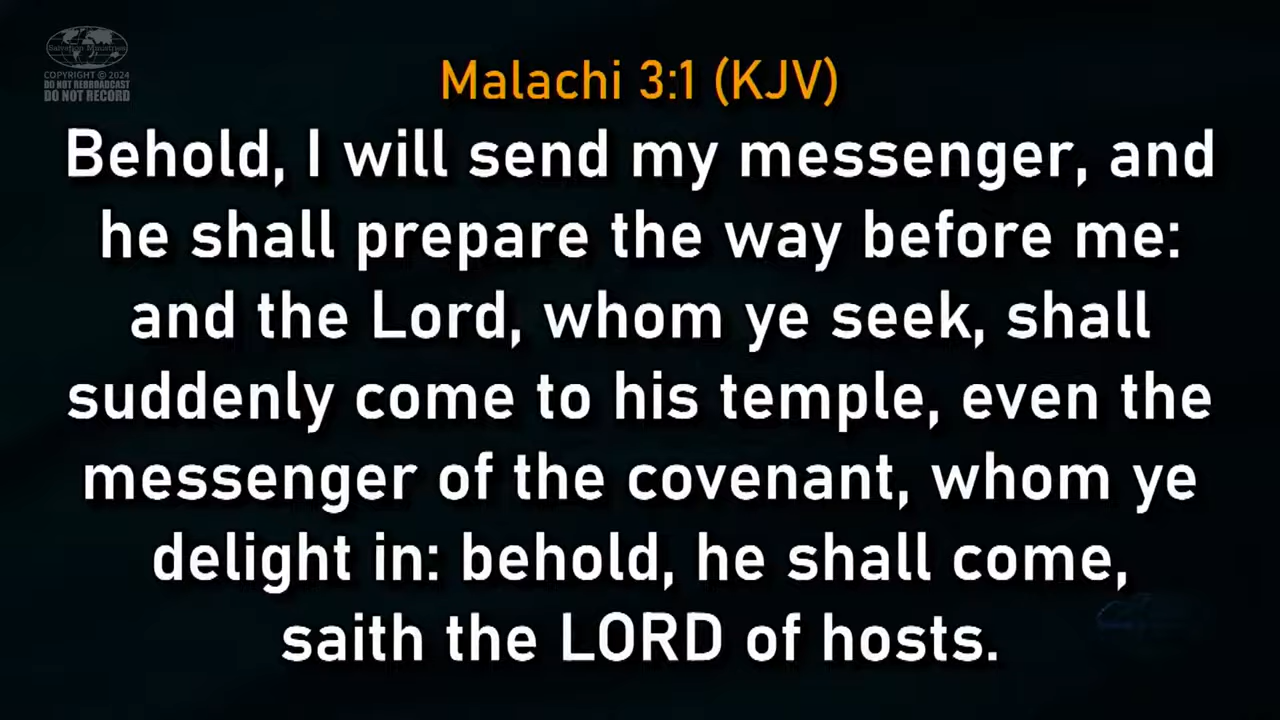 Salvation Ministries
COPYRIGHT © 2024
DO NOT REBROADCAST
DO NOT RECORD
Malachi 3:1 (KJV)
Behold, I will send my messenger, and
he shall prepare the way before me:
and the Lord, whom ye seek, shall
suddenly come to his temple, even the
messenger of the covenant, whom ye
delight in: behold, he shall come,
saith the LORD of hosts.